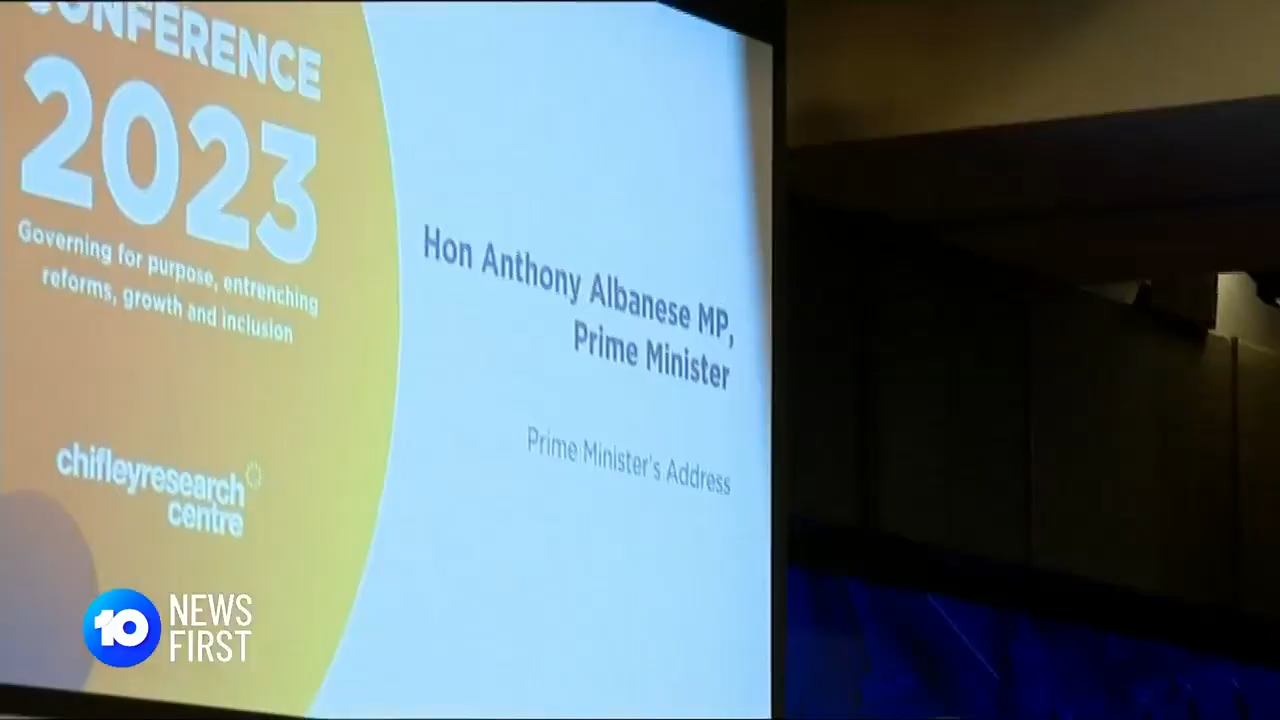 CONFERENCE
2023
Governing for purpose, entrenching
reforms, growth and inclusion
chifleyresearch
centre
Hon Anthony Albanese MP,
Prime Minister
Prime Minister's Address
10 NEWS
FIRST